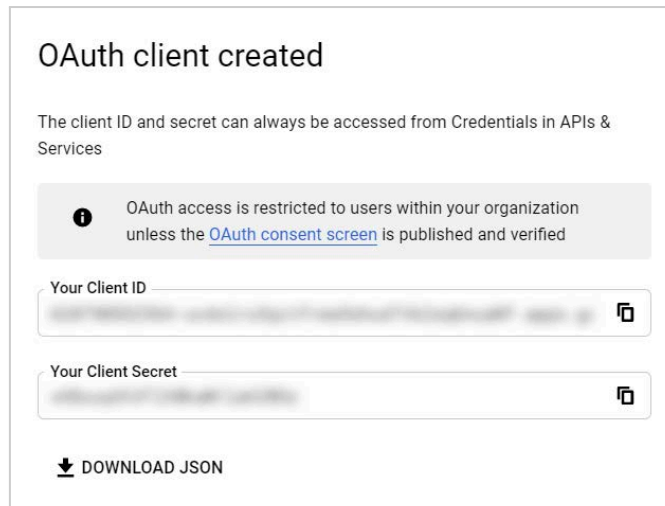 OAuth client created
The client ID and secret can always be accessed from Credentials in APIs &
Services
OAuth access is restricted to users within your organization
unless the OAuth consent screen is published and verified
Your Client ID
Your Client Secret
DOWNLOAD JSON